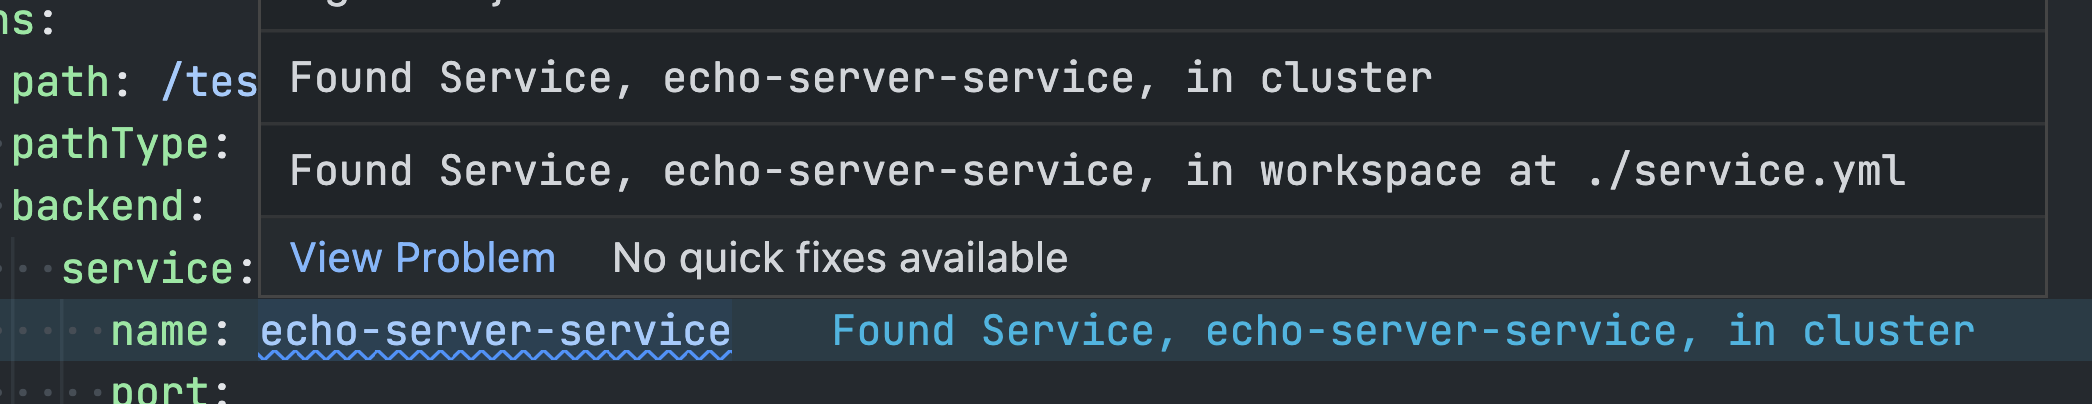 ns:
path: /tes
pathType:
backend:
service:
name: echo-server-service Found Service, echo-server-service, in cluster
port:
Found Service, echo-server-service, in cluster
Found Service, echo-server-service, in workspace at ./service.yml
View Problem No quick fixes available